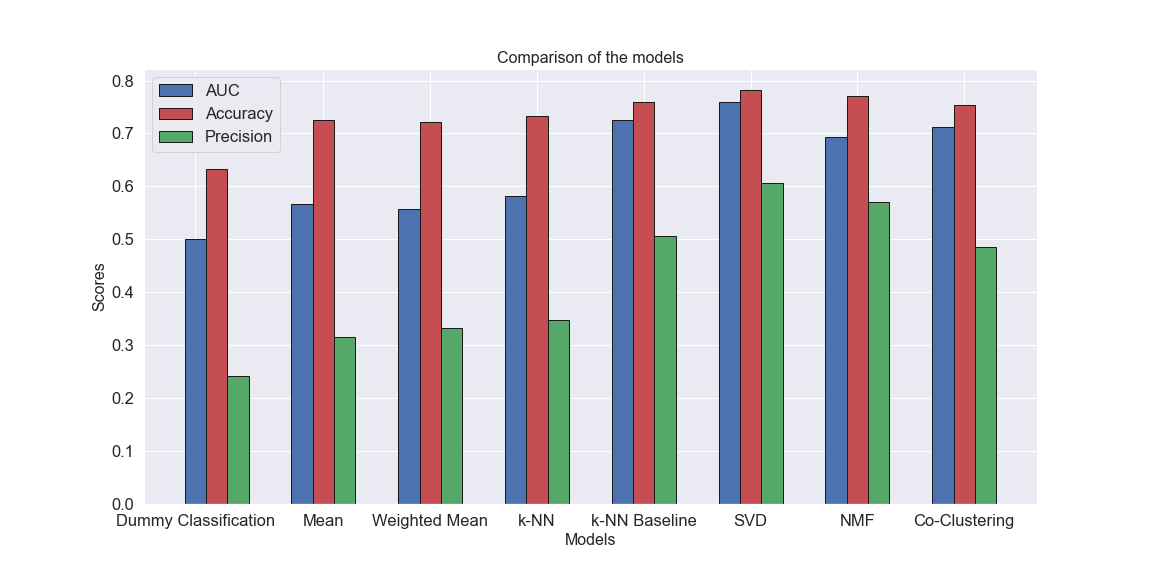 Comparison of the models
AUC
Accuracy
Precision
0.8
0.7
0.6
0.5
0.4
0.3
0.2
0.1
0.0
Scores
Dummy Classification Mean Weighted Mean k-NN k-NN Baseline SVD NMF Co-Clustering
Models